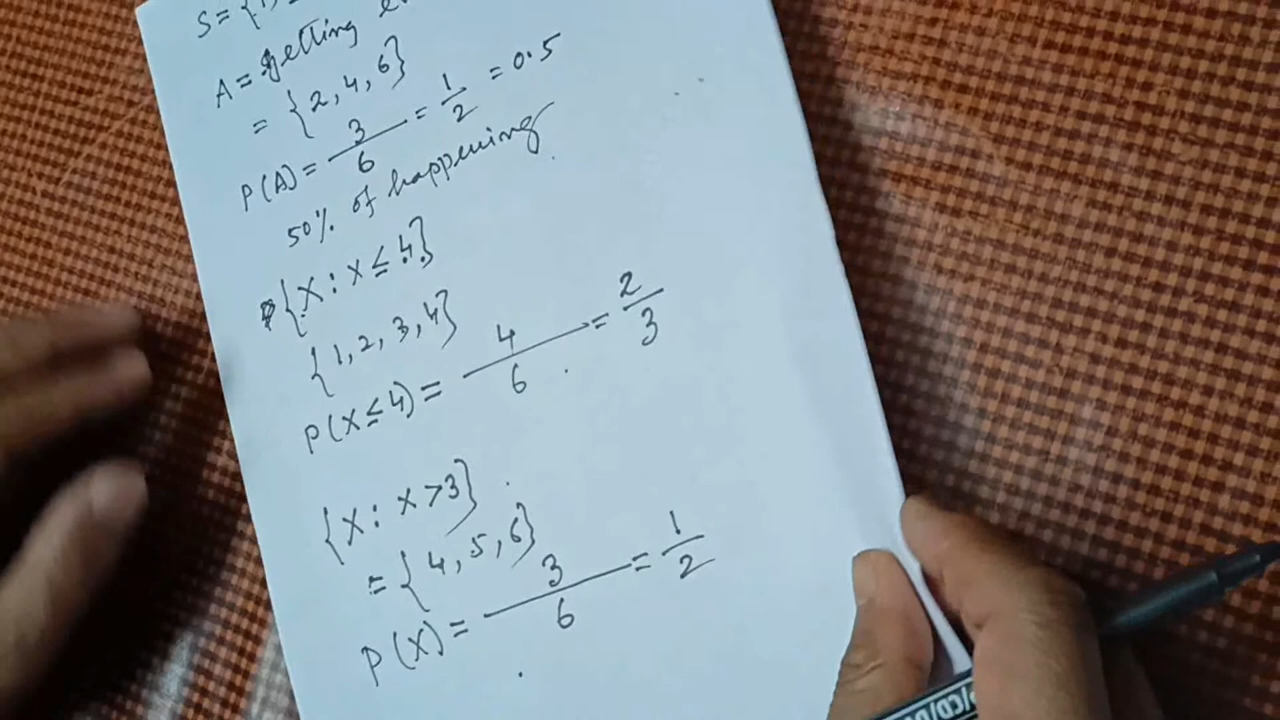 S = {1,
A = getting
= {2, 4, 6}
P(A) = 3/6 = 1/2 = 0.5
50% of happening
{X : X ≤ 4}
{1, 2, 3, 4}
P(X ≤ 4) = 4/6 = 2/3
{X : X > 3}
= {4, 5, 6}
P(X) = 3/6 = 1/2